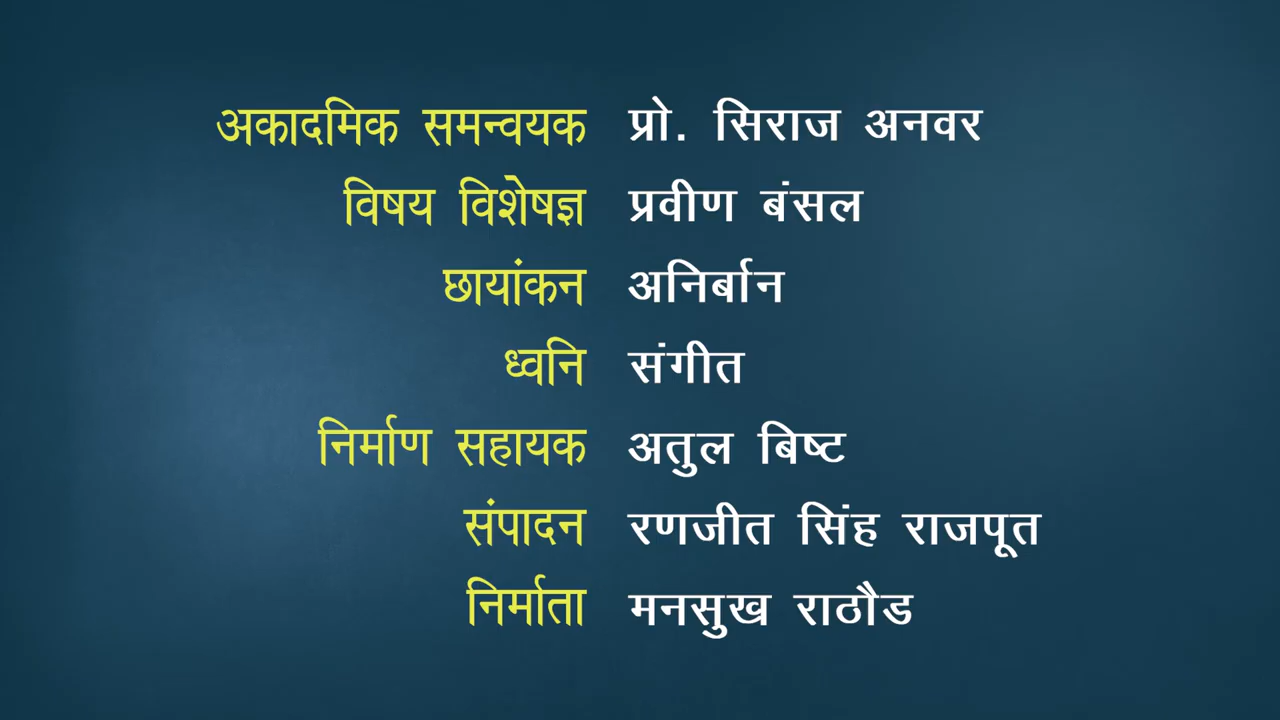 अकादमिक समन्वयक प्रो. सिराज अनवर
विषय विशेषज्ञ प्रवीण बंसल
छायांकन अनिर्बान
ध्वनि संगीत
निर्माण सहायक अतुल बिष्ट
संपादन रणजीत सिंह राजपूत
निर्माता मनसुख राठौड